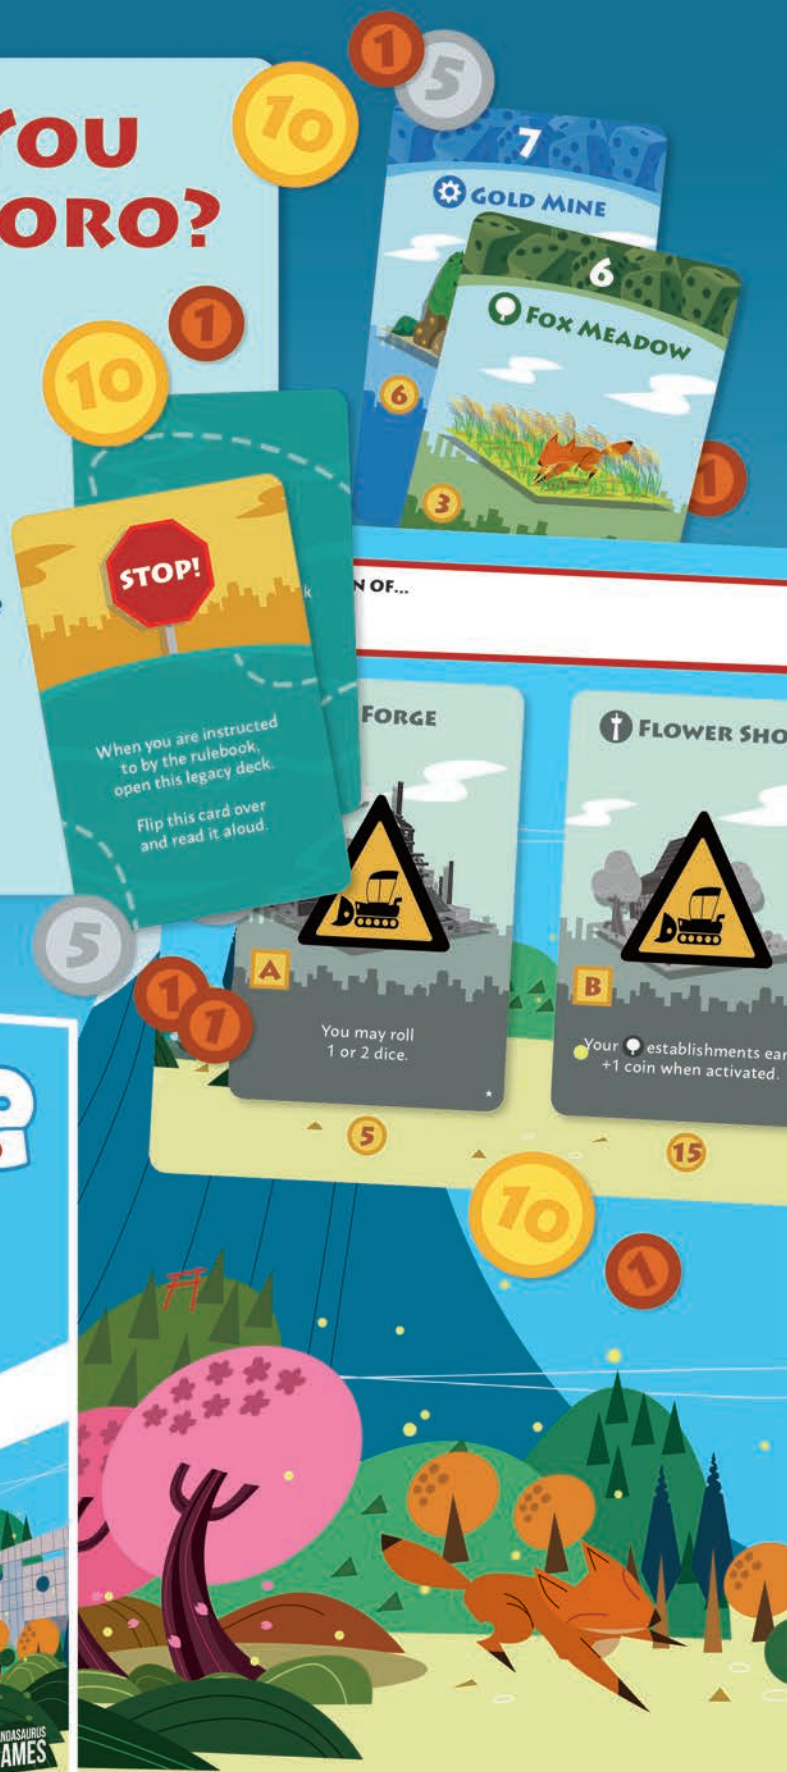 1
5
10
YOU
ORO?
7
GOLD MINE
6
6
FOX MEADOW
3
1
10
1
STOP!
k
When you are instructed
to by the rulebook,
open this legacy deck.
Flip this card over
and read it aloud.
N OF...
FORGE
A
You may roll
1 or 2 dice.
*
5
FLOWER SHO
B
Your establishments ear
+1 coin when activated.
15
5
1
1
10
1
NDASAURUS
AMES